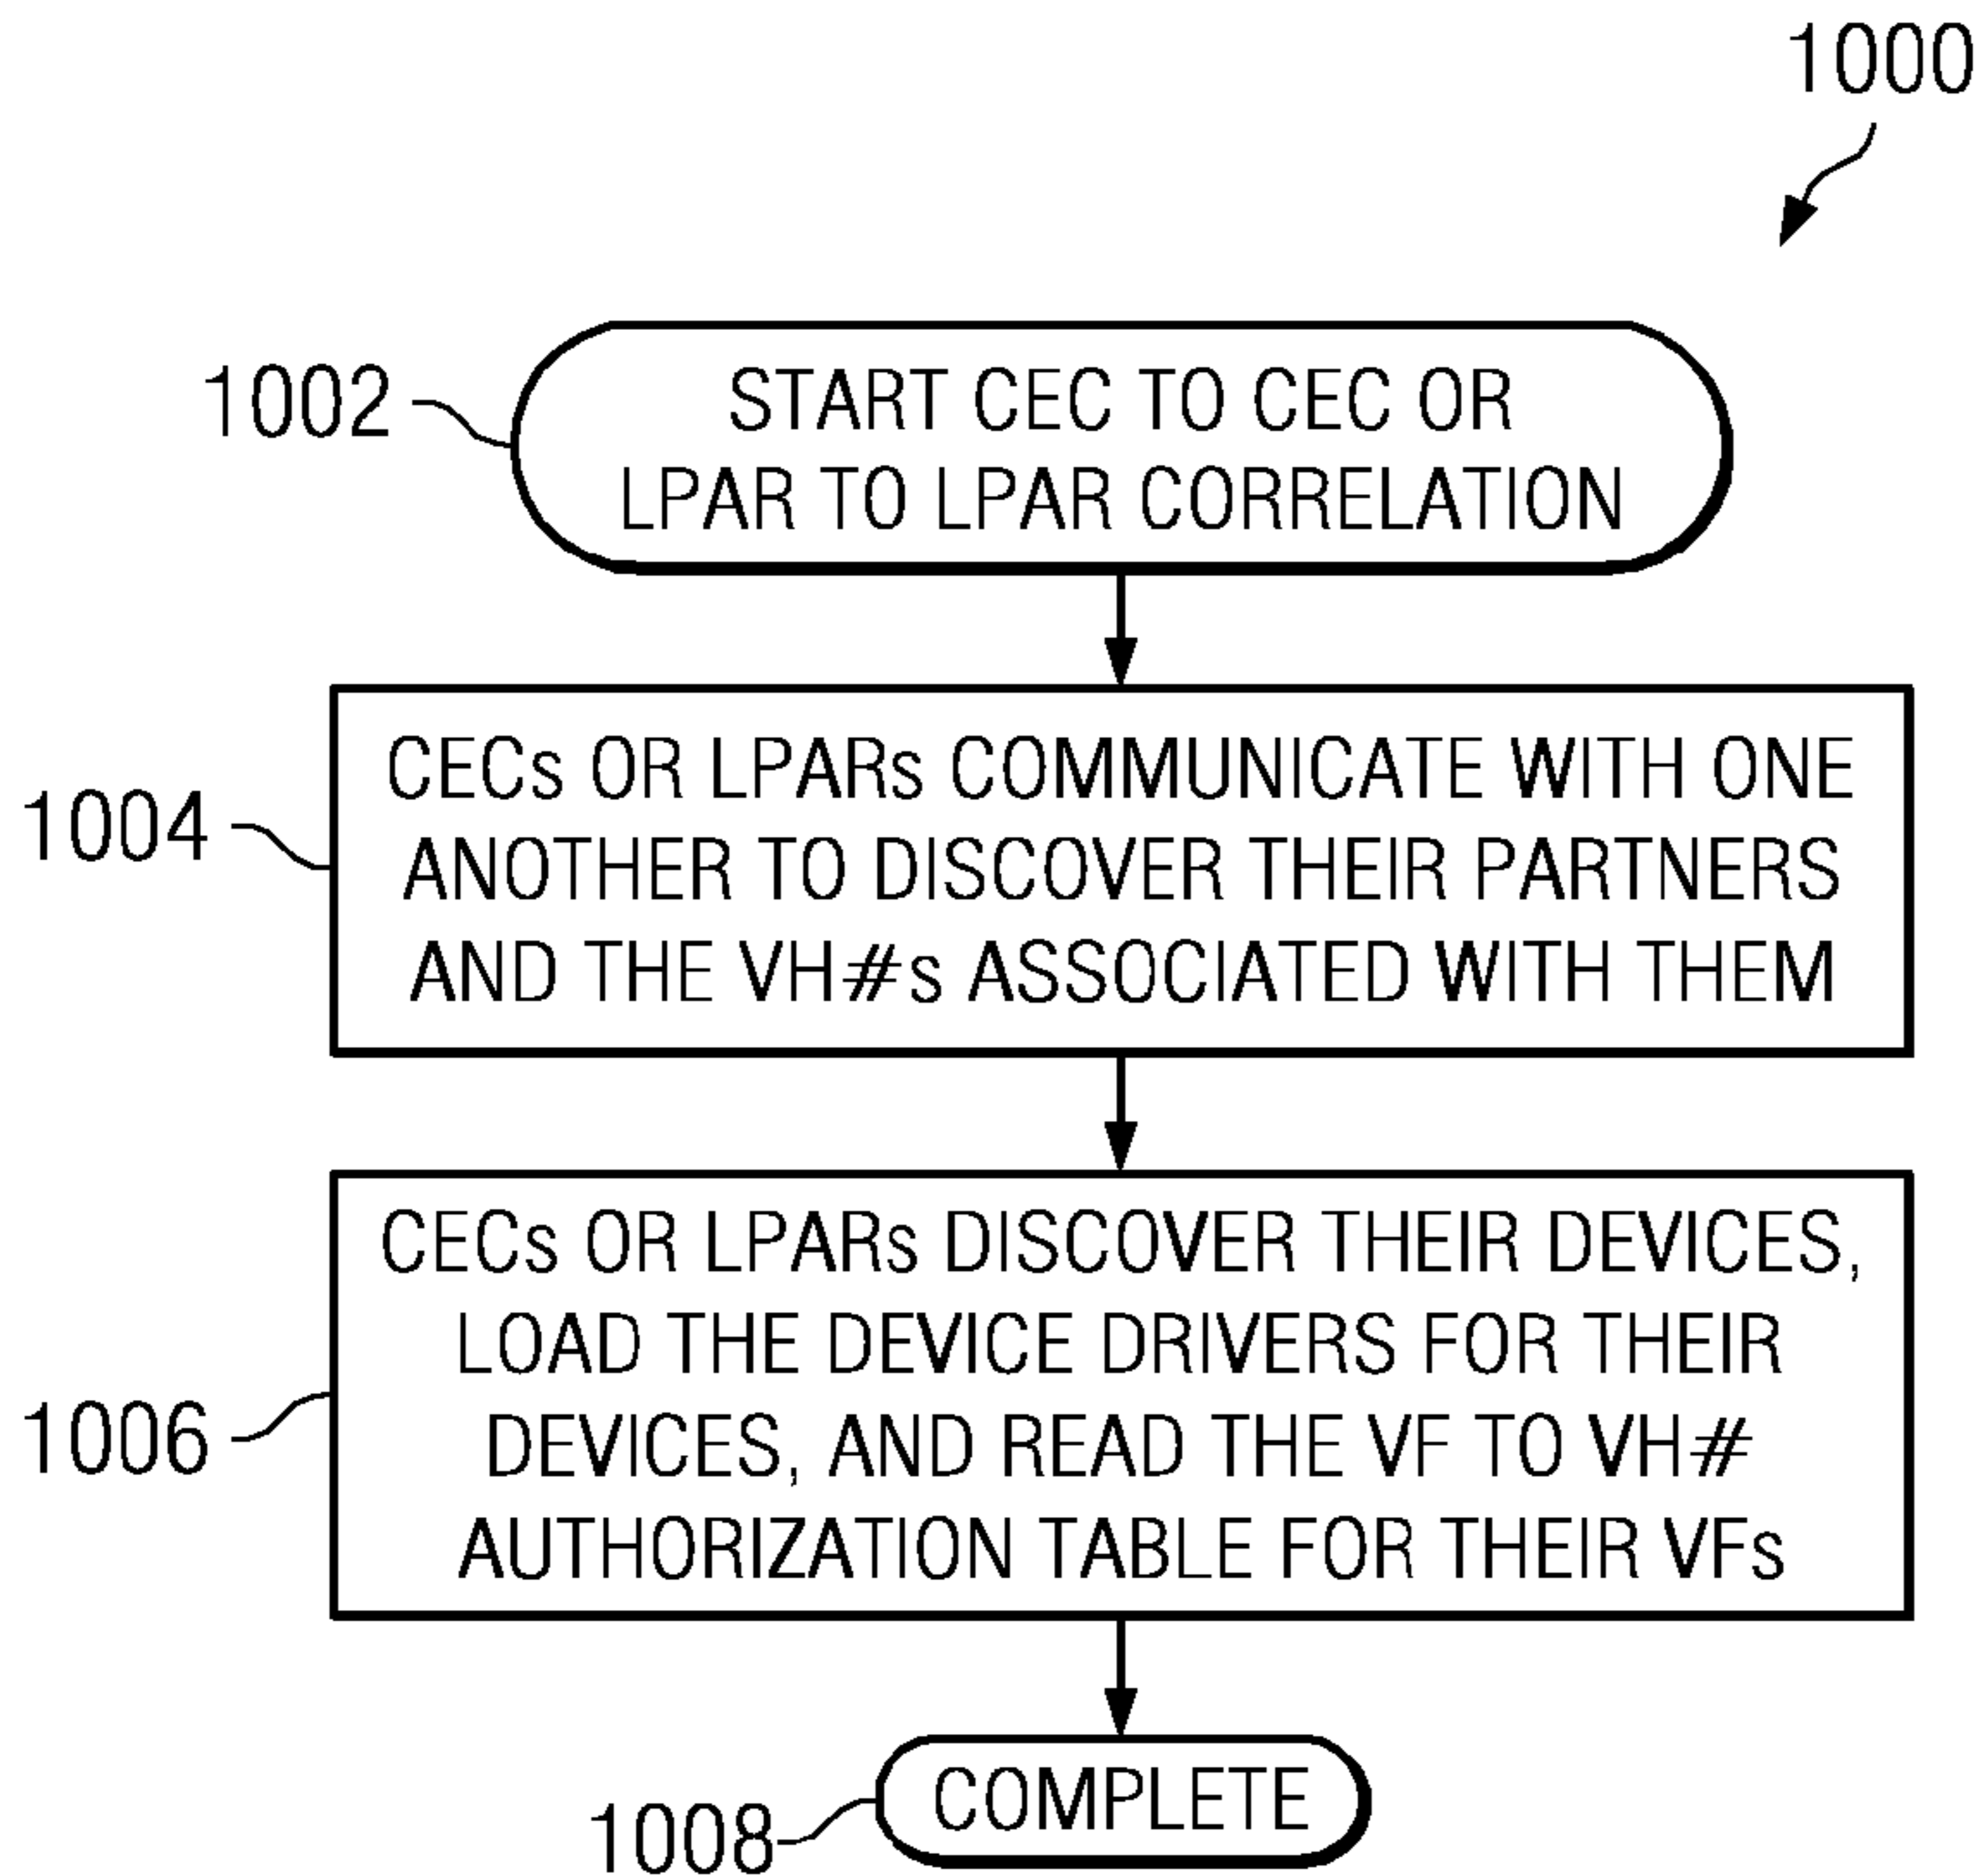 1000
1002
START CEC TO CEC OR
LPAR TO LPAR CORRELATION
1004
CECs OR LPARs COMMUNICATE WITH ONE
ANOTHER TO DISCOVER THEIR PARTNERS
AND THE VH#s ASSOCIATED WITH THEM
1006
CECs OR LPARs DISCOVER THEIR DEVICES,
LOAD THE DEVICE DRIVERS FOR THEIR
DEVICES, AND READ THE VF TO VH#
AUTHORIZATION TABLE FOR THEIR VFs
1008
COMPLETE